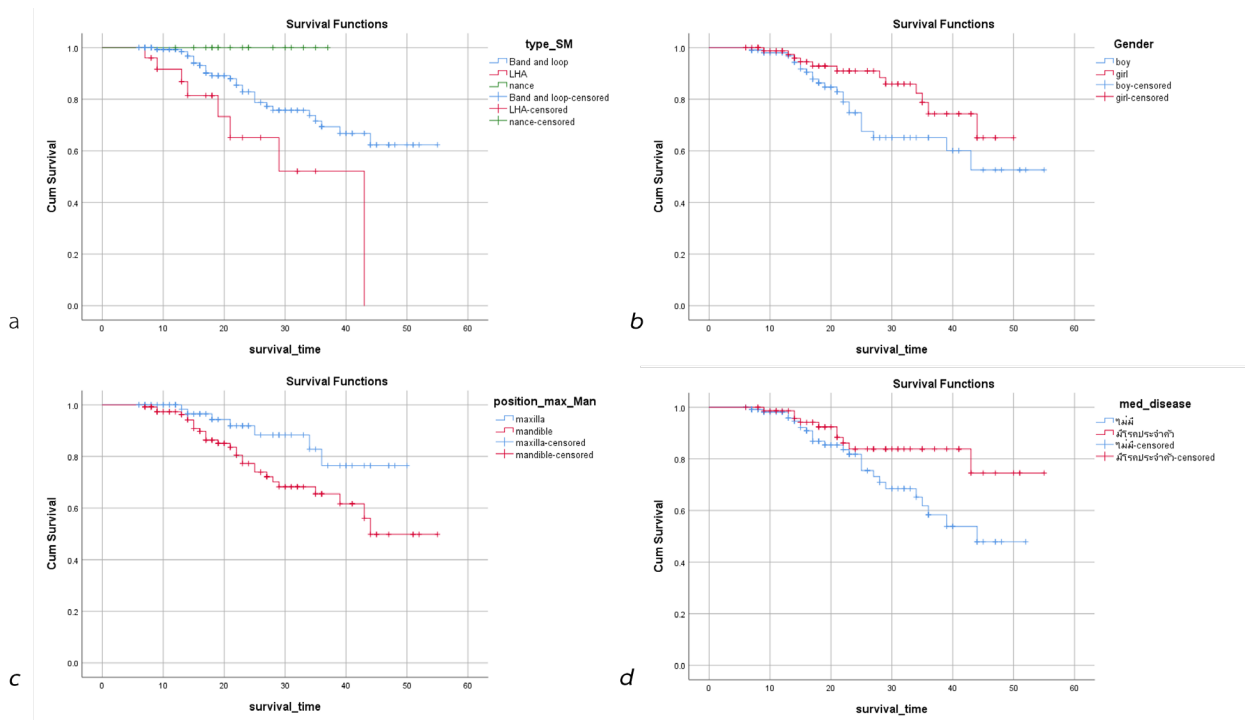 Survival Functions
type_SM
Band and loop
LHA
nance
Band and loop-censored
LHA-censored
nance-censored
Cum Survival
1.0
0.8
0.6
0.4
0.2
0.0
0
10
20
30
40
50
60
survival_time
a
Survival Functions
Gender
boy
girl
boy-censored
girl-censored
Cum Survival
1.0
0.8
0.6
0.4
0.2
0.0
0
10
20
30
40
50
60
survival_time
b
Survival Functions
position_max_Man
maxilla
mandible
maxilla-censored
mandible-censored
Cum Survival
1.0
0.8
0.6
0.4
0.2
0.0
0
10
20
30
40
50
60
survival_time
c
Survival Functions
med_disease
ไม่มี
มีโรคประจำตัว
ไม่มี-censored
มีโรคประจำตัว-censored
Cum Survival
1.0
0.8
0.6
0.4
0.2
0.0
0
10
20
30
40
50
60
survival_time
d